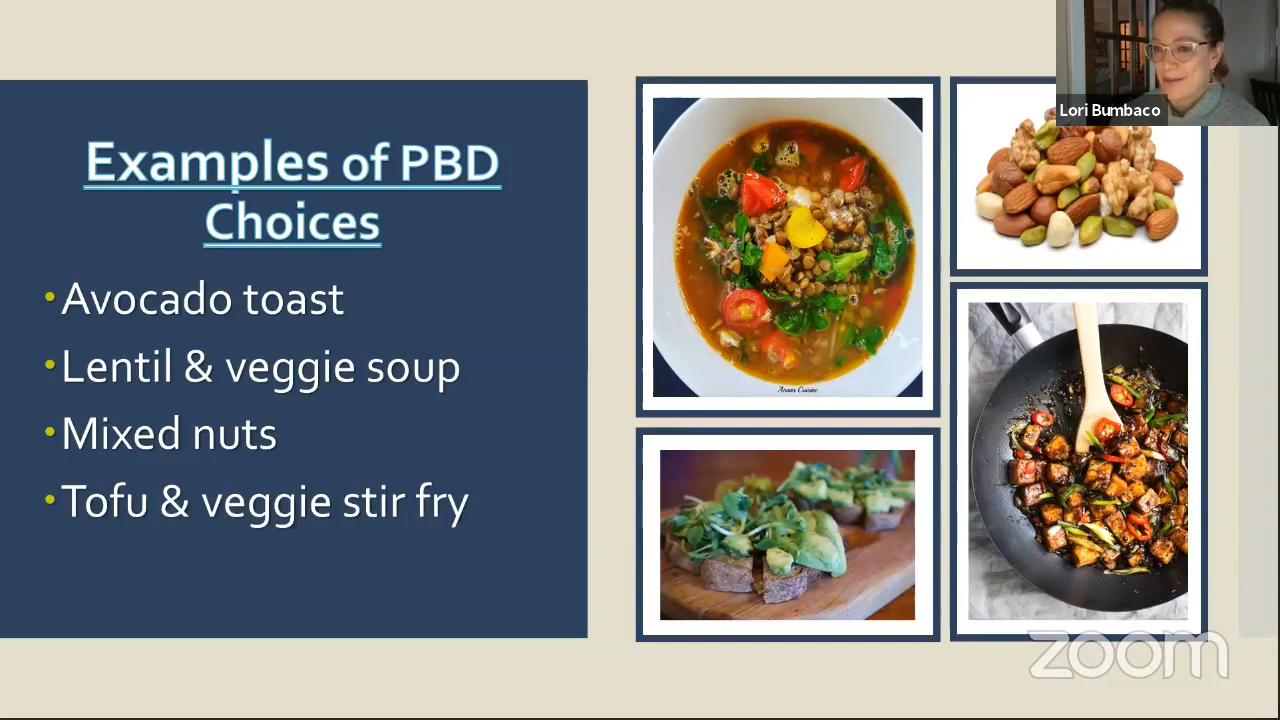 Lori Bumbaco
Examples of PBD
Choices
•Avocado toast
•Lentil & veggie soup
•Mixed nuts
•Tofu & veggie stir fry
zoom